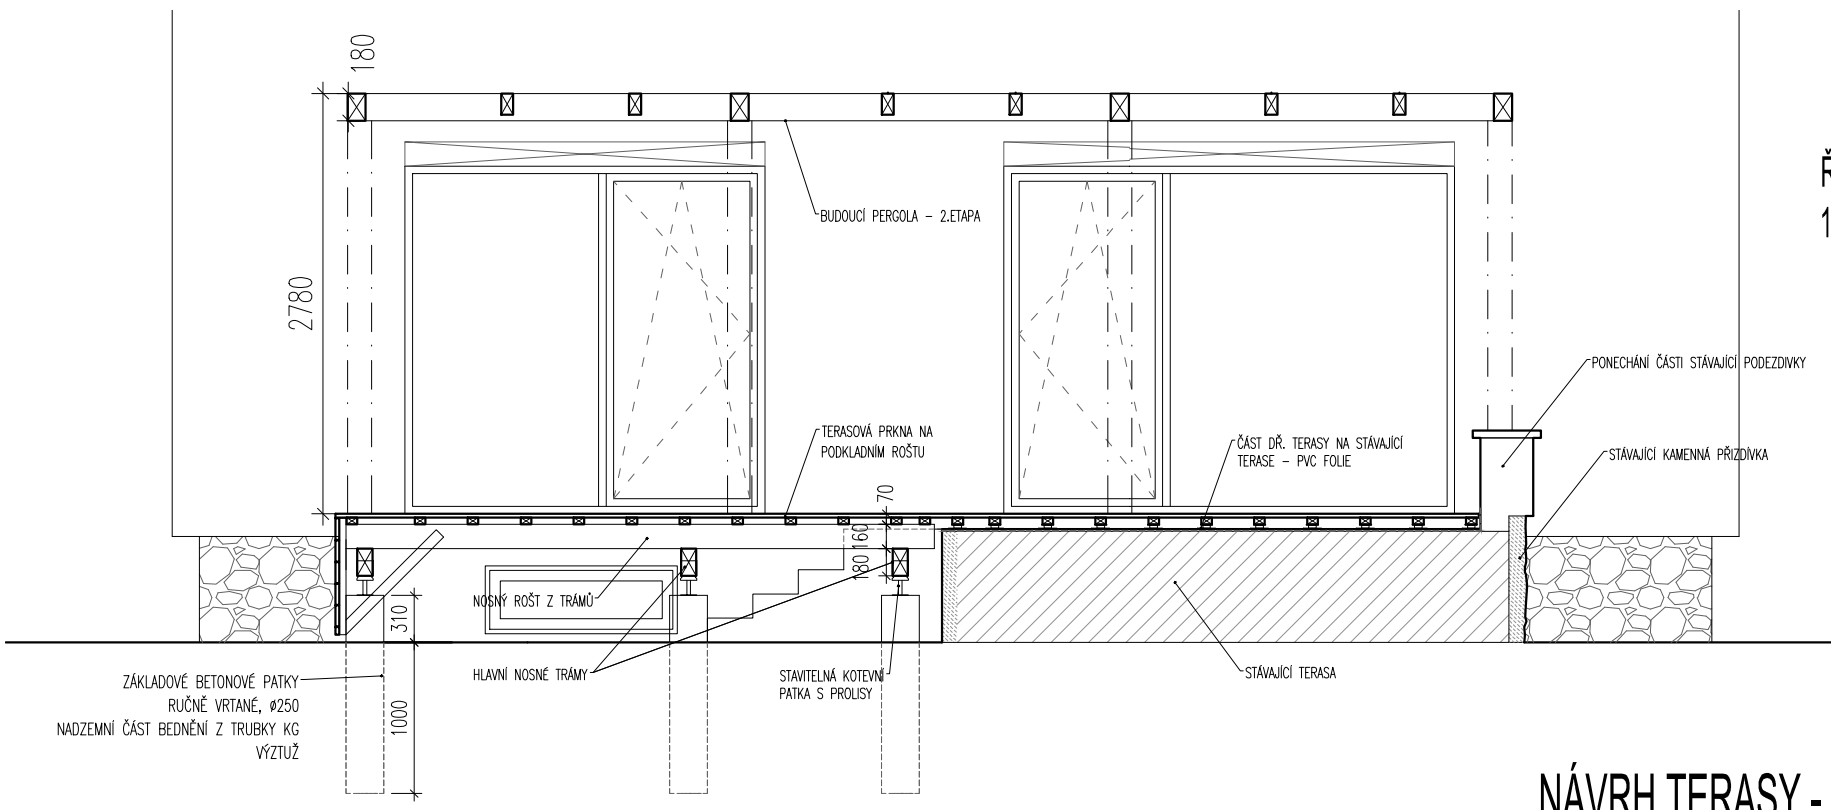 180
2780
BUDOUCÍ PERGOLA - 2.ETAPA
PONECHÁNÍ ČÁSTI STÁVAJÍCÍ PODEZDIVKY
TERASOVÁ PRKNA NA
PODKLADNÍM ROŠTU
ČÁST DŘ. TERASY NA STÁVAJÍCÍ
TERASE - PVC FOLIE
STÁVAJÍCÍ KAMENNÁ PŘIZDÍVKA
70
160
180
NOSNÝ ROŠT Z TRÁMŮ
310
HLAVNÍ NOSNÉ TRÁMY
STAVITELNÁ KOTEVNÍ
PATKA S PROLISY
STÁVAJÍCÍ TERASA
ZÁKLADOVÉ BETONOVÉ PATKY
RUČNĚ VRTANÉ, ø250
NADZEMNÍ ČÁST BEDNĚNÍ Z TRUBKY KG
VÝZTUŽ
1000
Ř
1
NÁVRH TERASY -